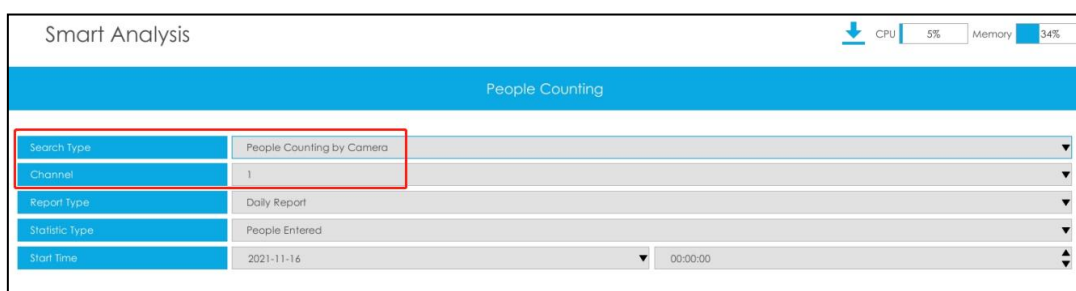 Smart Analysis CPU 5% Memory 34%
People Counting
Search Type People Counting by Camera
Channel 1
Report Type Daily Report
Statistic Type People Entered
Start Time 2021-11-16 00:00:00